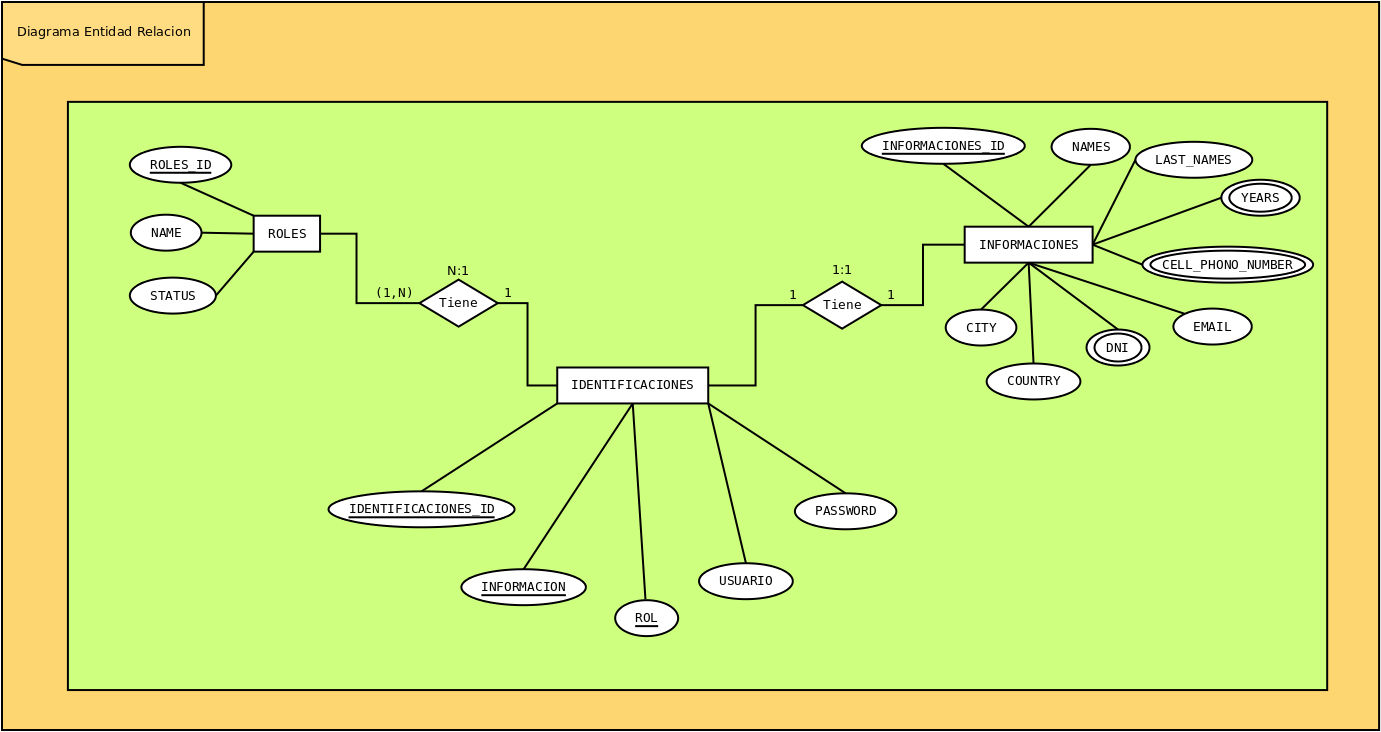 Diagrama Entidad Relacion
ROLES_ID
NAME
STATUS
ROLES
N:1
(1,N)
Tiene
1
1:1
1
Tiene
1
INFORMACIONES_ID
NAMES
LAST_NAMES
YEARS
INFORMACIONES
CELL_PHONO_NUMBER
CITY
EMAIL
DNI
COUNTRY
IDENTIFICACIONES
IDENTIFICACIONES_ID
PASSWORD
INFORMACION
USUARIO
ROL